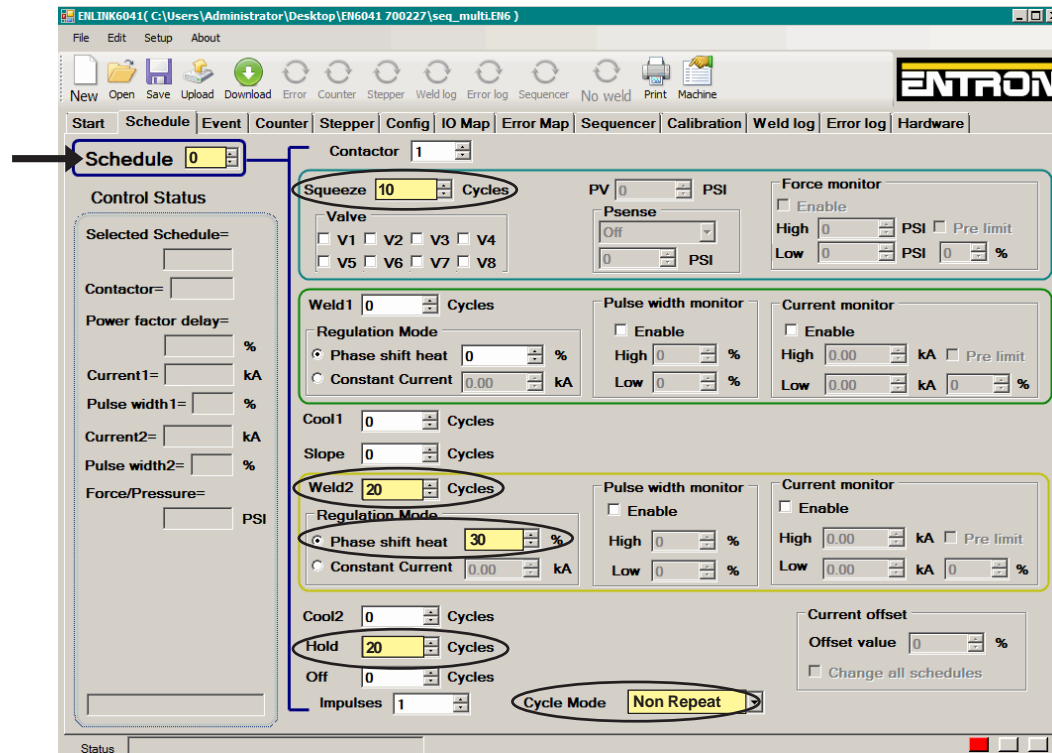 ENLINK6041( C:\Users\Administrator\Desktop\EN6041 700227\seq_multi.EN6 )
File Edit Setup About
New Open Save Upload Download Error Counter Stepper Weld log Error log Sequencer No weld Print Machine
ENTRON
Start Schedule Event Counter Stepper Config IO Map Error Map Sequencer Calibration Weld log Error log Hardware
Schedule 0
Contactor 1
Control Status
Selected Schedule=
Contactor=
Power factor delay=
%
Current1= kA
Pulse width1= %
Current2= kA
Pulse width2= %
Force/Pressure=
PSI
Squeeze 10 Cycles
Valve
V1 V2 V3 V4
V5 V6 V7 V8
PV 0 PSI
Psense
Off
0 PSI
Force monitor
Enable
High 0 PSI Pre limit
Low 0 PSI 0 %
Weld1 0 Cycles
Regulation Mode
Phase shift heat 0 %
Constant Current 0.00 kA
Pulse width monitor
Enable
High 0 %
Low 0 %
Current monitor
Enable
High 0.00 kA Pre limit
Low 0.00 kA 0 %
Cool1 0 Cycles
Slope 0 Cycles
Weld2 20 Cycles
Regulation Mode
Phase shift heat 30 %
Constant Current 0.00 kA
Pulse width monitor
Enable
High 0 %
Low 0 %
Current monitor
Enable
High 0.00 kA Pre limit
Low 0.00 kA 0 %
Cool2 0 Cycles
Hold 20 Cycles
Off 0 Cycles
Impulses 1
Cycle Mode Non Repeat
Current offset
Offset value 0 %
Change all schedules
Status